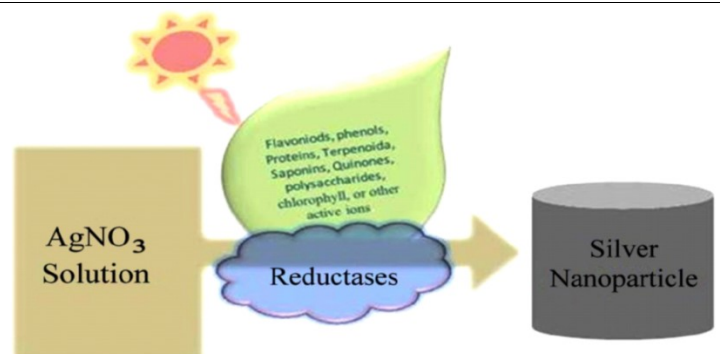 Flavoniods, phenols,
Proteins, Terpenoida,
Saponins, Quinones,
polysaccharides,
chlorophyll, or other
active ions
AgNO₃
Solution
Reductases
Silver
Nanoparticle